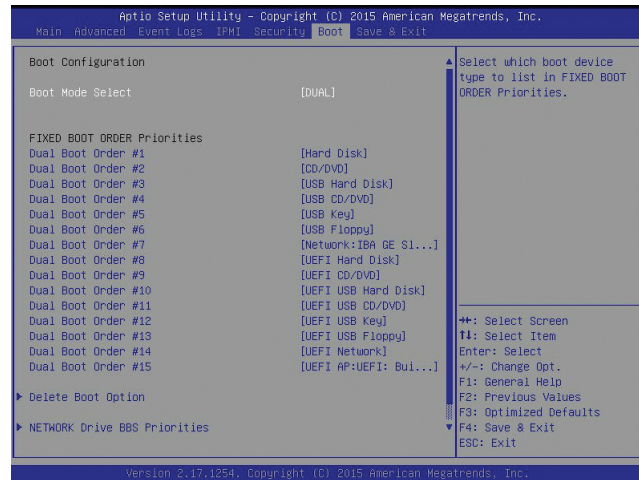 Aptio Setup Utility – Copyright (C) 2015 American Megatrends, Inc.
Main Advanced Event Logs IPMI Security Boot Save & Exit
Boot Configuration
Boot Mode Select [DUAL]
FIXED BOOT ORDER Priorities
Dual Boot Order #1 [Hard Disk]
Dual Boot Order #2 [CD/DVD]
Dual Boot Order #3 [USB Hard Disk]
Dual Boot Order #4 [USB CD/DVD]
Dual Boot Order #5 [USB Key]
Dual Boot Order #6 [USB Floppy]
Dual Boot Order #7 [Network:IBA GE Sl...]
Dual Boot Order #8 [UEFI Hard Disk]
Dual Boot Order #9 [UEFI CD/DVD]
Dual Boot Order #10 [UEFI USB Hard Disk]
Dual Boot Order #11 [UEFI USB CD/DVD]
Dual Boot Order #12 [UEFI USB Key]
Dual Boot Order #13 [UEFI USB Floppy]
Dual Boot Order #14 [UEFI Network]
Dual Boot Order #15 [UEFI AP:UEFI: Bui...]
Delete Boot Option
NETWORK Drive BBS Priorities
Select which boot device
type to list in FIXED BOOT
ORDER Priorities.
→←: Select Screen
↑↓: Select Item
Enter: Select
+/-: Change Opt.
F1: General Help
F2: Previous Values
F3: Optimized Defaults
F4: Save & Exit
ESC: Exit
Version 2.17.1254. Copyright (C) 2015 American Megatrends, Inc.